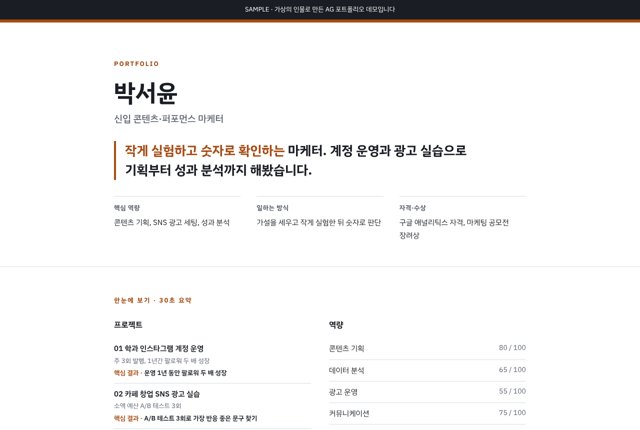 SAMPLE · 가상의 인물로 만든 AG 포트폴리오 데모입니다
PORTFOLIO
박서윤
신입 콘텐츠·퍼포먼스 마케터
작게 실험하고 숫자로 확인하는 마케터. 계정 운영과 광고 실습으로
기획부터 성과 분석까지 해봤습니다.
핵심 역량
콘텐츠 기획, SNS 광고 세팅, 성과 분석
일하는 방식
가설을 세우고 작게 실험한 뒤 숫자로 판단
자격·수상
구글 애널리틱스 자격, 마케팅 공모전
장려상
한눈에 보기 · 30초 요약
프로젝트
01 학과 인스타그램 계정 운영
주 3회 발행, 1년간 팔로워 두 배 성장
핵심 결과 · 운영 1년 동안 팔로워 두 배 성장
02 카페 창업 SNS 광고 실습
소액 예산 A/B 테스트 3회
핵심 결과 · A/B 테스트 3회로 가장 반응 좋은 문구 찾기
역량
콘텐츠 기획 80 / 100
데이터 분석 65 / 100
광고 운영 55 / 100
커뮤니케이션 75 / 100